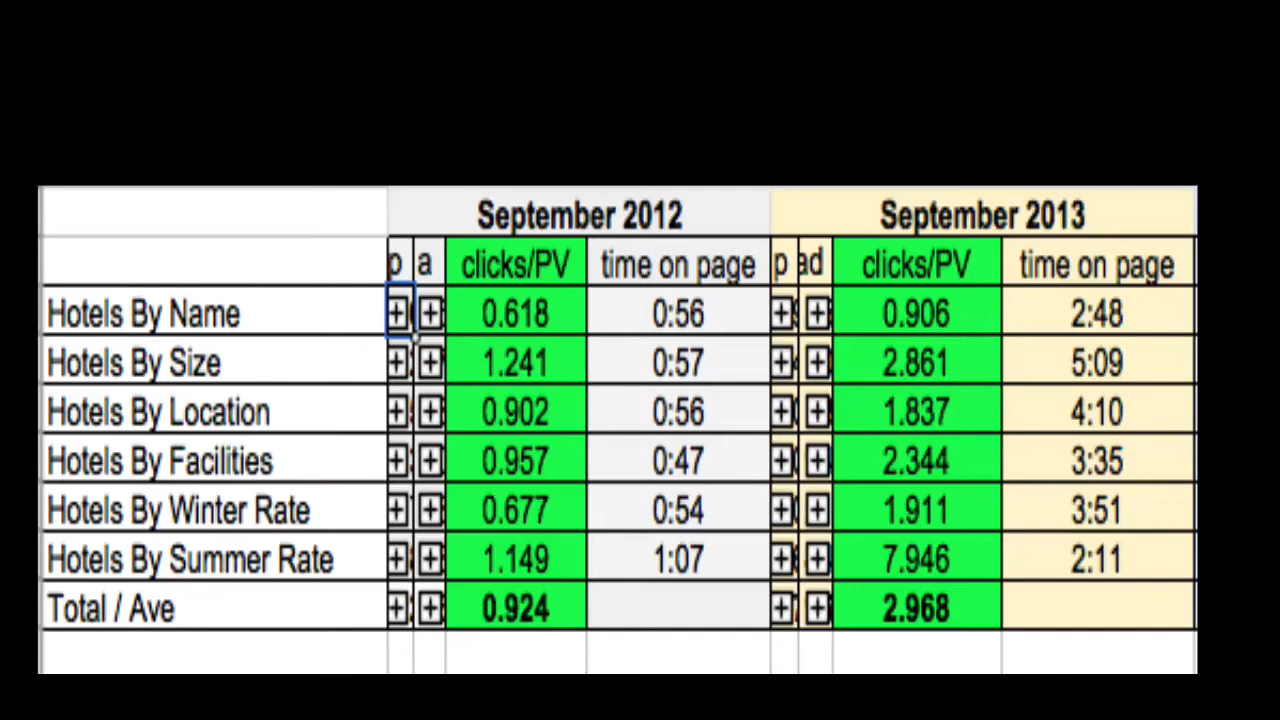 September 2012 September 2013
p a clicks/PV time on page p ad clicks/PV time on page
Hotels By Name 0.618 0:56 0.906 2:48
Hotels By Size 1.241 0:57 2.861 5:09
Hotels By Location 0.902 0:56 1.837 4:10
Hotels By Facilities 0.957 0:47 2.344 3:35
Hotels By Winter Rate 0.677 0:54 1.911 3:51
Hotels By Summer Rate 1.149 1:07 7.946 2:11
Total / Ave 0.924 2.968